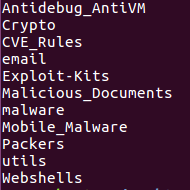 Antidebug_AntiVM
Crypto
CVE_Rules
email
Exploit-Kits
Malicious_Documents
malware
Mobile_Malware
Packers
utils
Webshells